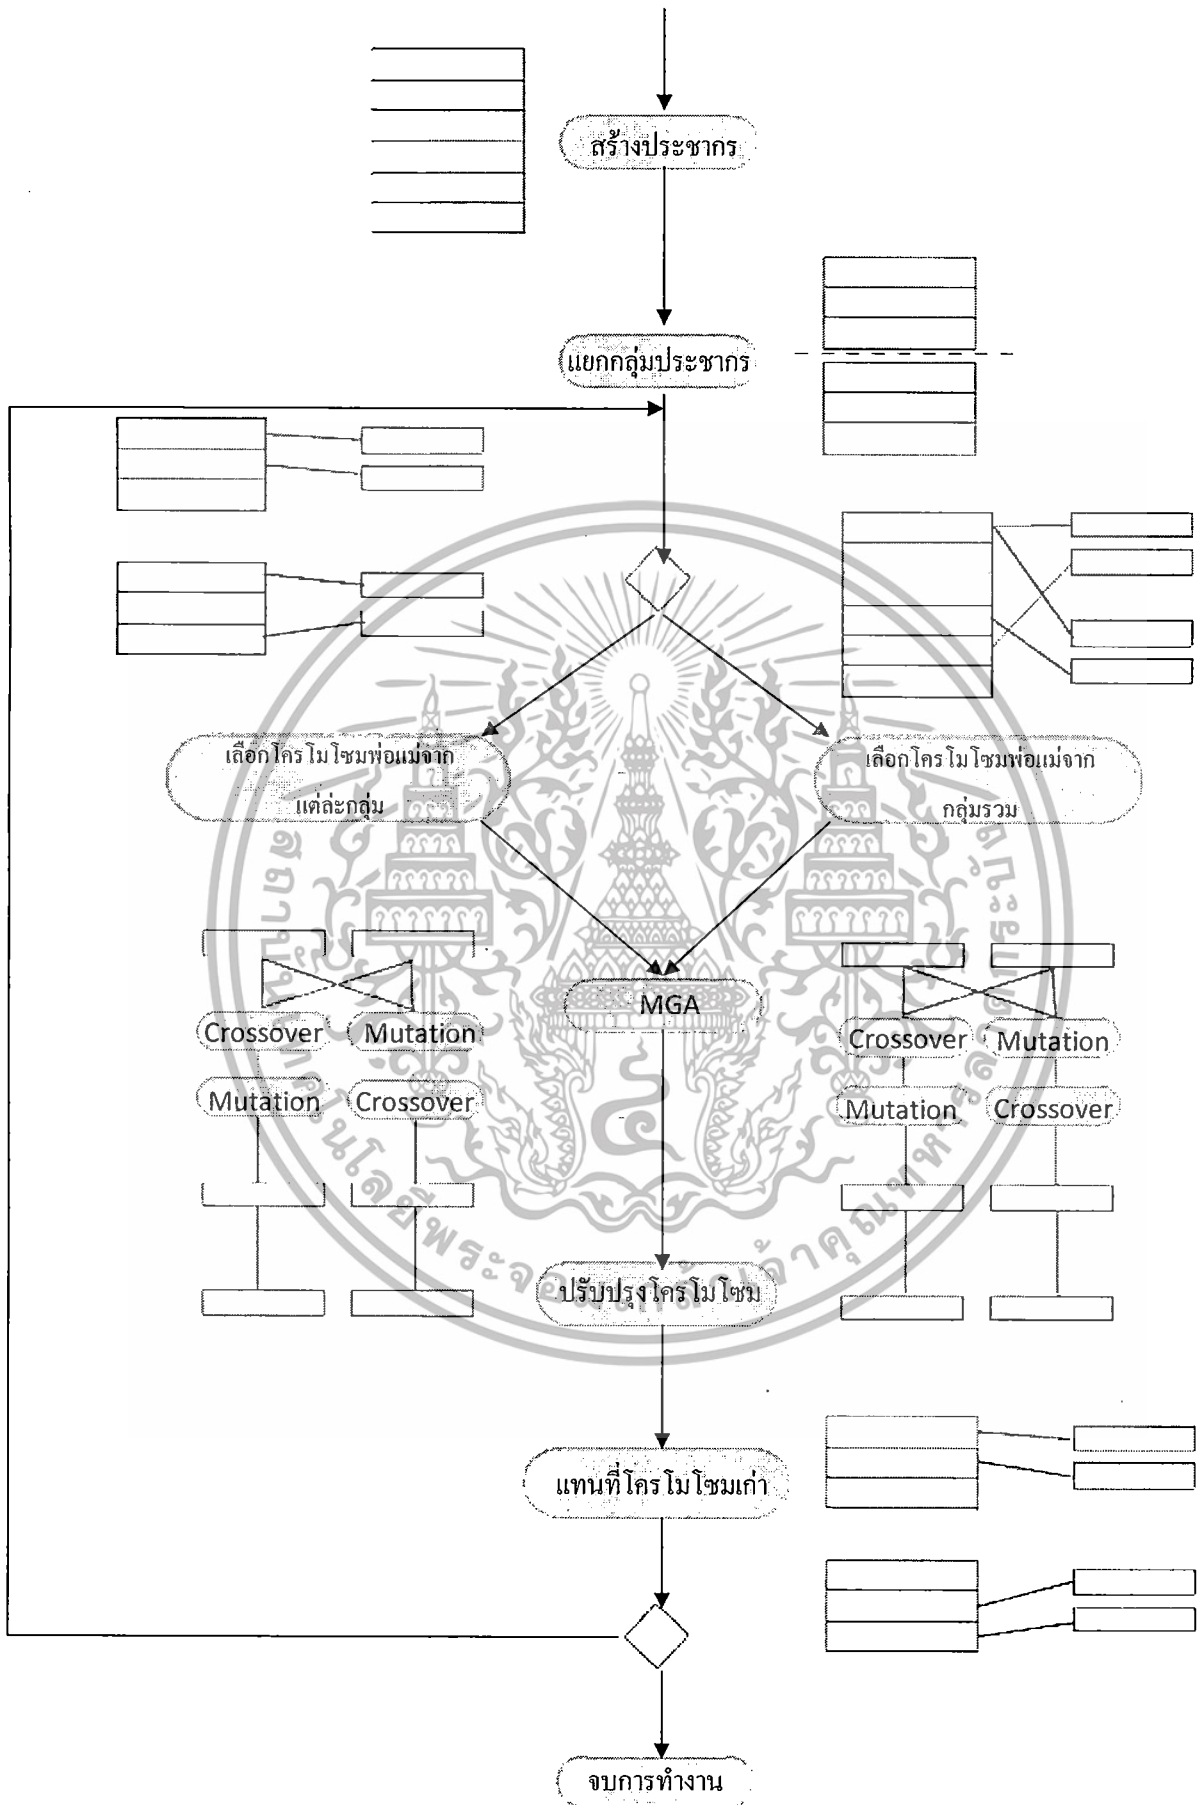 สร้างประชากร
แยกกลุ่มประชากร
เลือกโครโมโซมพ่อแม่จาก
แต่ล่ะกลุ่ม
เลือกโครโมโซมพ่อแม่จาก
กลุ่มรวม
MGA
Crossover
Mutation
Mutation
Crossover
Crossover
Mutation
Mutation
Crossover
ปรับปรุงโครโมโซม
แทนที่โครโมโซมเก่า
จบการทำงาน